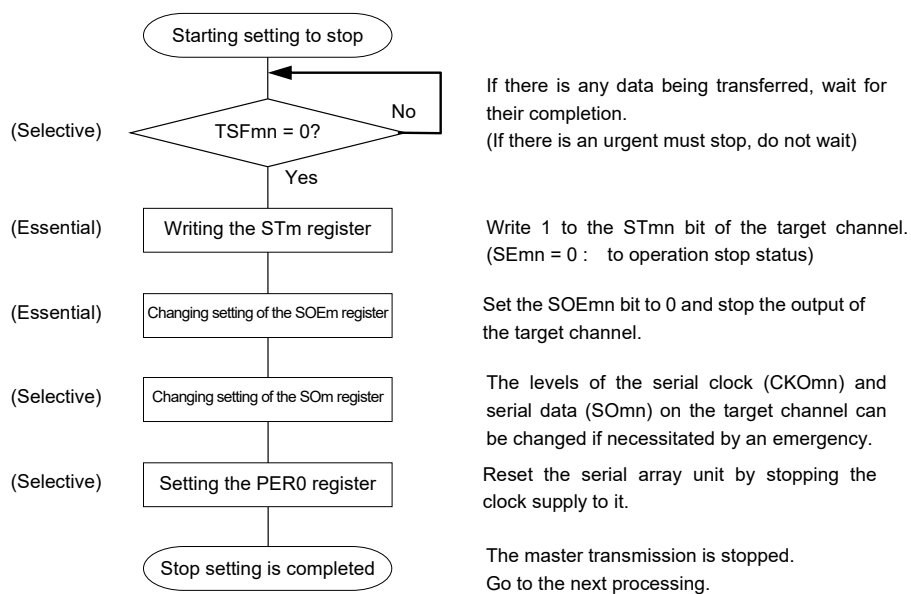 Starting setting to stop
No
(Selective)
TSFmn = 0?
If there is any data being transferred, wait for
their completion.
(If there is an urgent must stop, do not wait)
Yes
(Essential)
Writing the STm register
Write 1 to the STmn bit of the target channel.
(SEmn = 0 : to operation stop status)
(Essential)
Changing setting of the SOEm register
Set the SOEmn bit to 0 and stop the output of
the target channel.
(Selective)
Changing setting of the SOm register
The levels of the serial clock (CKOmn) and
serial data (SOmn) on the target channel can
be changed if necessitated by an emergency.
(Selective)
Setting the PER0 register
Reset the serial array unit by stopping the
clock supply to it.
Stop setting is completed
The master transmission is stopped.
Go to the next processing.